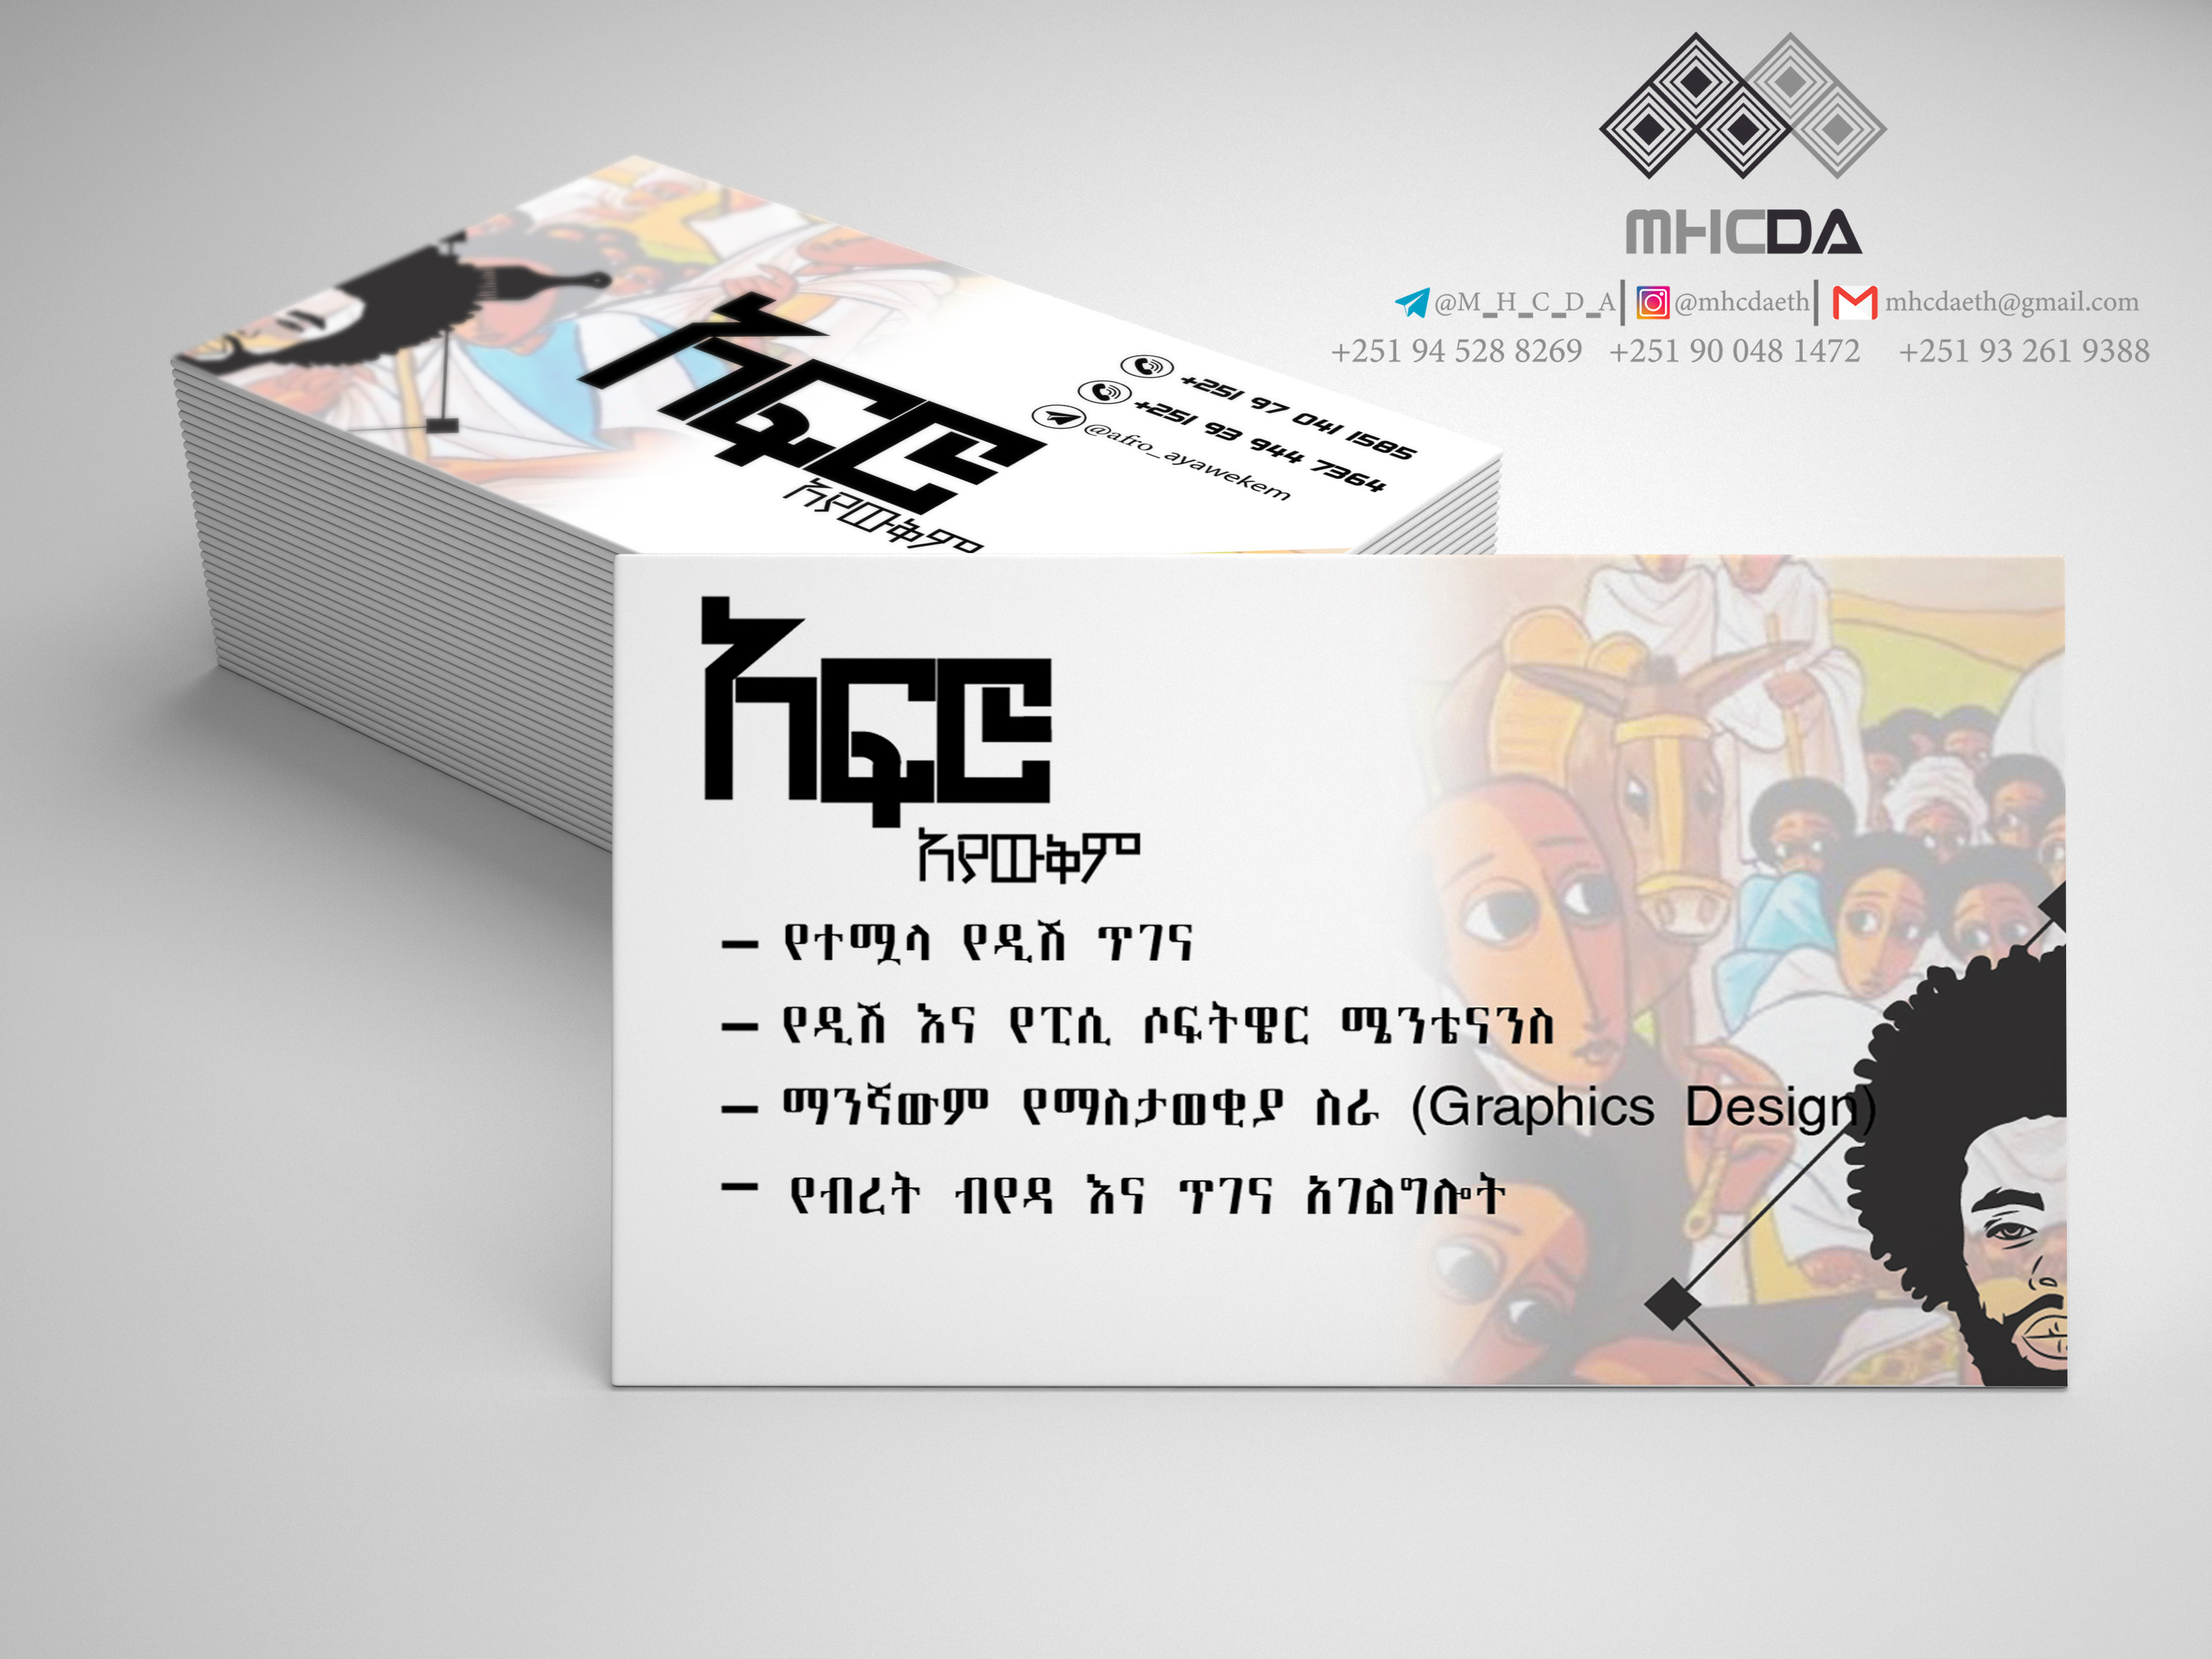 MHCDA
@M_H_C_D_A | @mhcdaeth | mhcdaeth@gmail.com
+251 94 528 8269 +251 90 048 1472 +251 93 261 9388
አፍሮ
አያውቅም
+251 97 041 1585
+251 93 944 7364
@afro_ayawekem
አፍሮ
አያውቅም
– የተሟላ የዲሽ ጥገና
– የዲሽ እና የፒሲ ሶፍትዌር ሜንቴናንስ
– ማንኛውም የማስታወቂያ ስራ (Graphics Design)
– የብረት ብየዳ እና ጥገና አገልግሎት